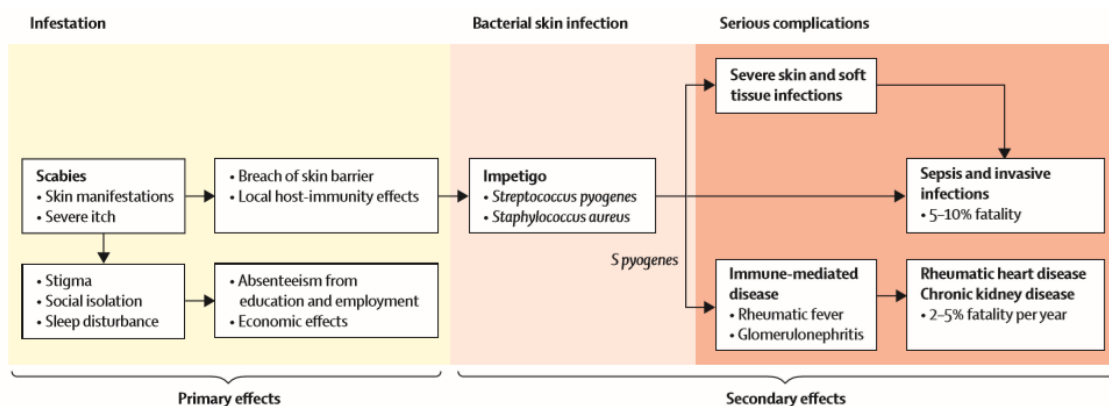 Infestation
Bacterial skin infection
Serious complications
Severe skin and soft
tissue infections
Scabies
• Skin manifestations
• Severe itch
• Breach of skin barrier
• Local host-immunity effects
Impetigo
• Streptococcus pyogenes
• Staphylococcus aureus
Sepsis and invasive
infections
• 5–10% fatality
S pyogenes
• Stigma
• Social isolation
• Sleep disturbance
• Absenteeism from
education and employment
• Economic effects
Immune-mediated
disease
• Rheumatic fever
• Glomerulonephritis
Rheumatic heart disease
Chronic kidney disease
• 2–5% fatality per year
Primary effects
Secondary effects